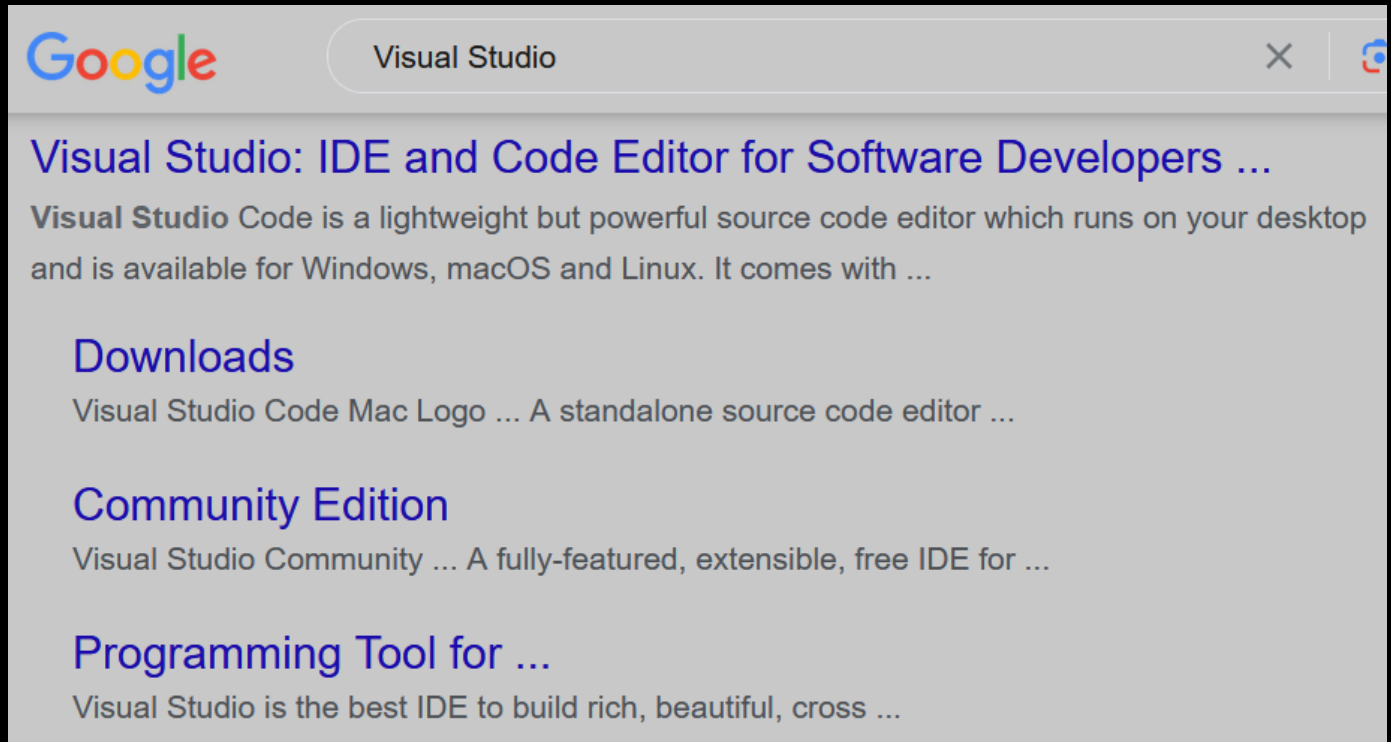 Google
Visual Studio
Visual Studio: IDE and Code Editor for Software Developers ...
Visual Studio Code is a lightweight but powerful source code editor which runs on your desktop
and is available for Windows, macOS and Linux. It comes with ...
Downloads
Visual Studio Code Mac Logo ... A standalone source code editor ...
Community Edition
Visual Studio Community ... A fully-featured, extensible, free IDE for ...
Programming Tool for ...
Visual Studio is the best IDE to build rich, beautiful, cross ...